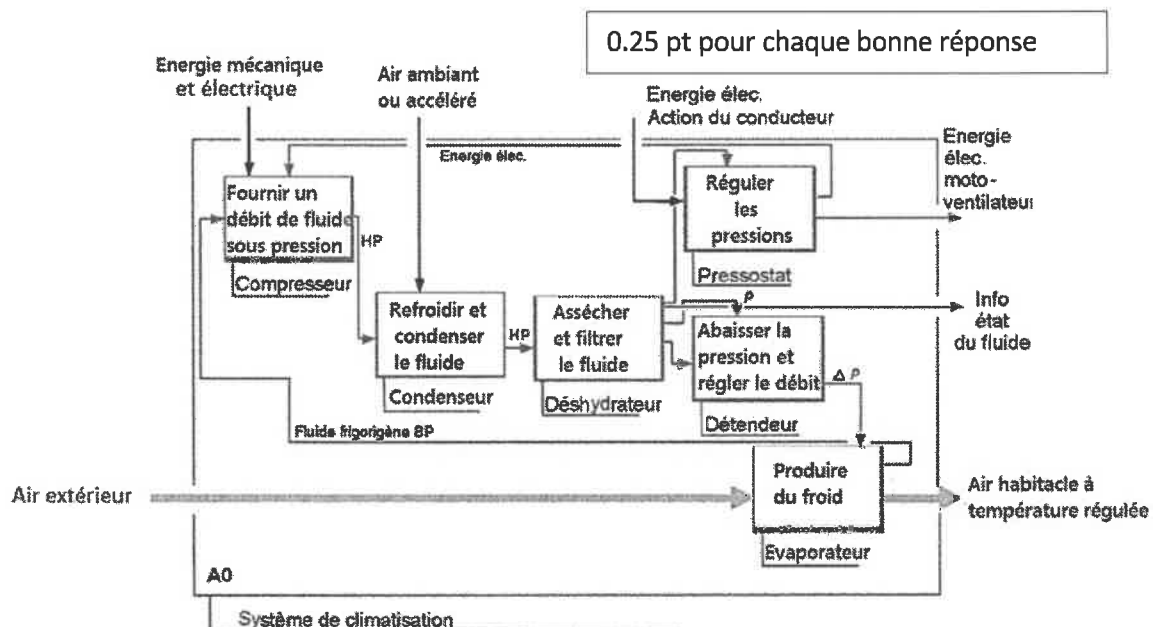 0.25 pt pour chaque bonne réponse
Energie mécanique
et électrique
Air ambiant
ou accéléré
Energie élec.
Action du conducteur
Energie
élec.
moto-
ventilateur
Energie élec.
Fournir un
débit de fluide
sous pression
HP
Compresseur
Réguler
les
pressions
Pressostat
Refroidir et
condenser
le fluide
HP
Condenseur
Assécher
et filtrer
le fluide
Déshydrateur
P
Abaisser la
pression et
régler le débit
Δ P
Détendeur
Info
état
du fluide
Fluide frigorigène BP
Air extérieur
Produire
du froid
Evaporateur
Air habitacle à
température régulée
A0
Système de climatisation